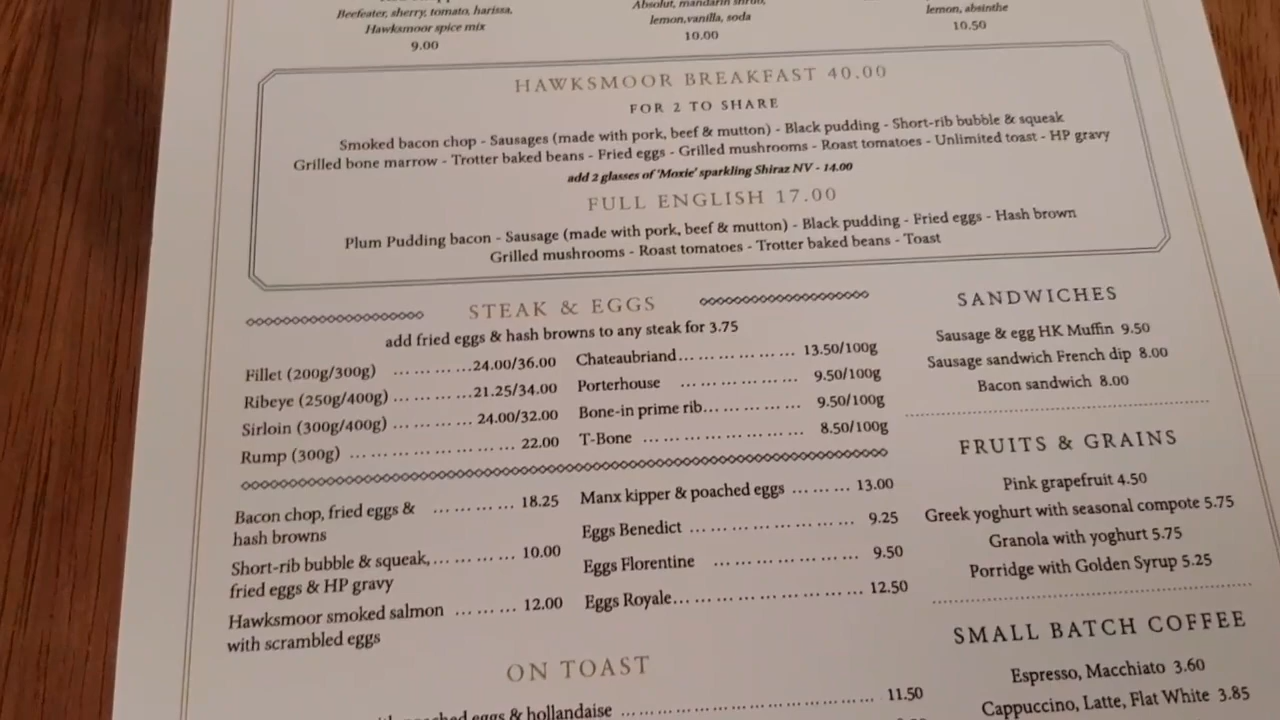 Beefeater, sherry, tomato, harissa,
Hawksmoor spice mix
9.00
Absolut, mandarin shrub,
lemon,vanilla, soda
10.00
lemon, absinthe
10.50
HAWKSMOOR BREAKFAST 40.00
FOR 2 TO SHARE
Smoked bacon chop - Sausages (made with pork, beef & mutton) - Black pudding - Short-rib bubble & squeak
Grilled bone marrow - Trotter baked beans - Fried eggs - Grilled mushrooms - Roast tomatoes - Unlimited toast - HP gravy
add 2 glasses of 'Moxie' sparkling Shiraz NV - 14.00
FULL ENGLISH 17.00
Plum Pudding bacon - Sausage (made with pork, beef & mutton) - Black pudding - Fried eggs - Hash brown
Grilled mushrooms - Roast tomatoes - Trotter baked beans - Toast
STEAK & EGGS
add fried eggs & hash browns to any steak for 3.75
Fillet (200g/300g) ... ... ... ...24.00/36.00
Ribeye (250g/400g) ... ... ... ...21.25/34.00
Sirloin (300g/400g) ... ... ... ... 24.00/32.00
Rump (300g) ... ... ... ... ... ... ... 22.00
Chateaubriand... ... ... ... ... 13.50/100g
Porterhouse ... ... ... ... ... 9.50/100g
Bone-in prime rib... ... ... ... 9.50/100g
T-Bone ... ... ... ... ... ... ... 8.50/100g
Bacon chop, fried eggs & ... ... ... ... 18.25
hash browns
Short-rib bubble & squeak,... ... ... ... 10.00
fried eggs & HP gravy
Hawksmoor smoked salmon ... ... ... 12.00
with scrambled eggs
Manx kipper & poached eggs ... ... ... 13.00
Eggs Benedict ... ... ... ... ... ... ... 9.25
Eggs Florentine ... ... ... ... ... ... 9.50
Eggs Royale... ... ... ... ... ... ... ... 12.50
SANDWICHES
Sausage & egg HK Muffin 9.50
Sausage sandwich French dip 8.00
Bacon sandwich 8.00
FRUITS & GRAINS
Pink grapefruit 4.50
Greek yoghurt with seasonal compote 5.75
Granola with yoghurt 5.75
Porridge with Golden Syrup 5.25
SMALL BATCH COFFEE
Espresso, Macchiato 3.60
Cappuccino, Latte, Flat White 3.85
ON TOAST
eggs & hollandaise ... ... ... ... ... ... ... ... ... 11.50